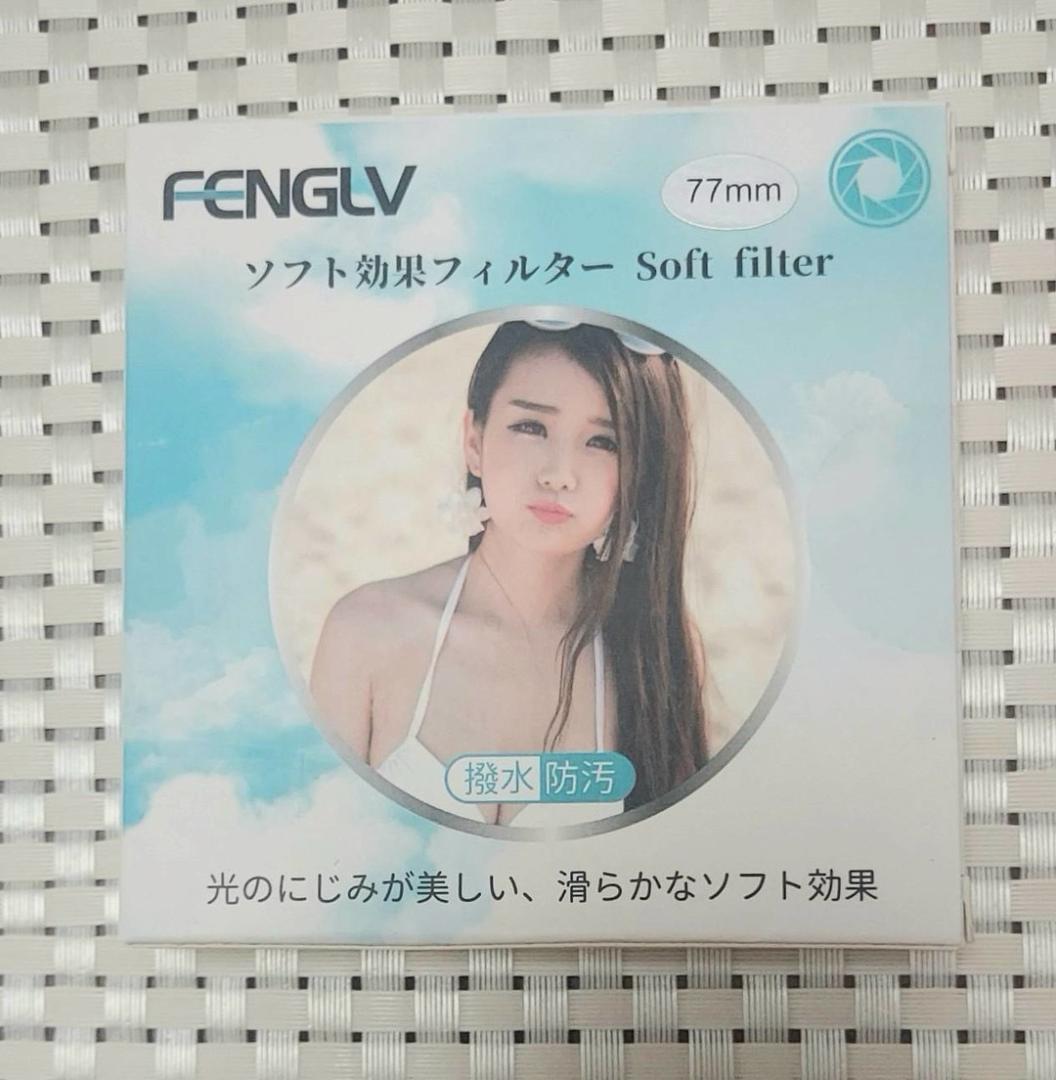 FENGLV
77mm
ソフト効果フィルター Soft filter
撥水 防汚
光のにじみが美しい、滑らかなソフト効果